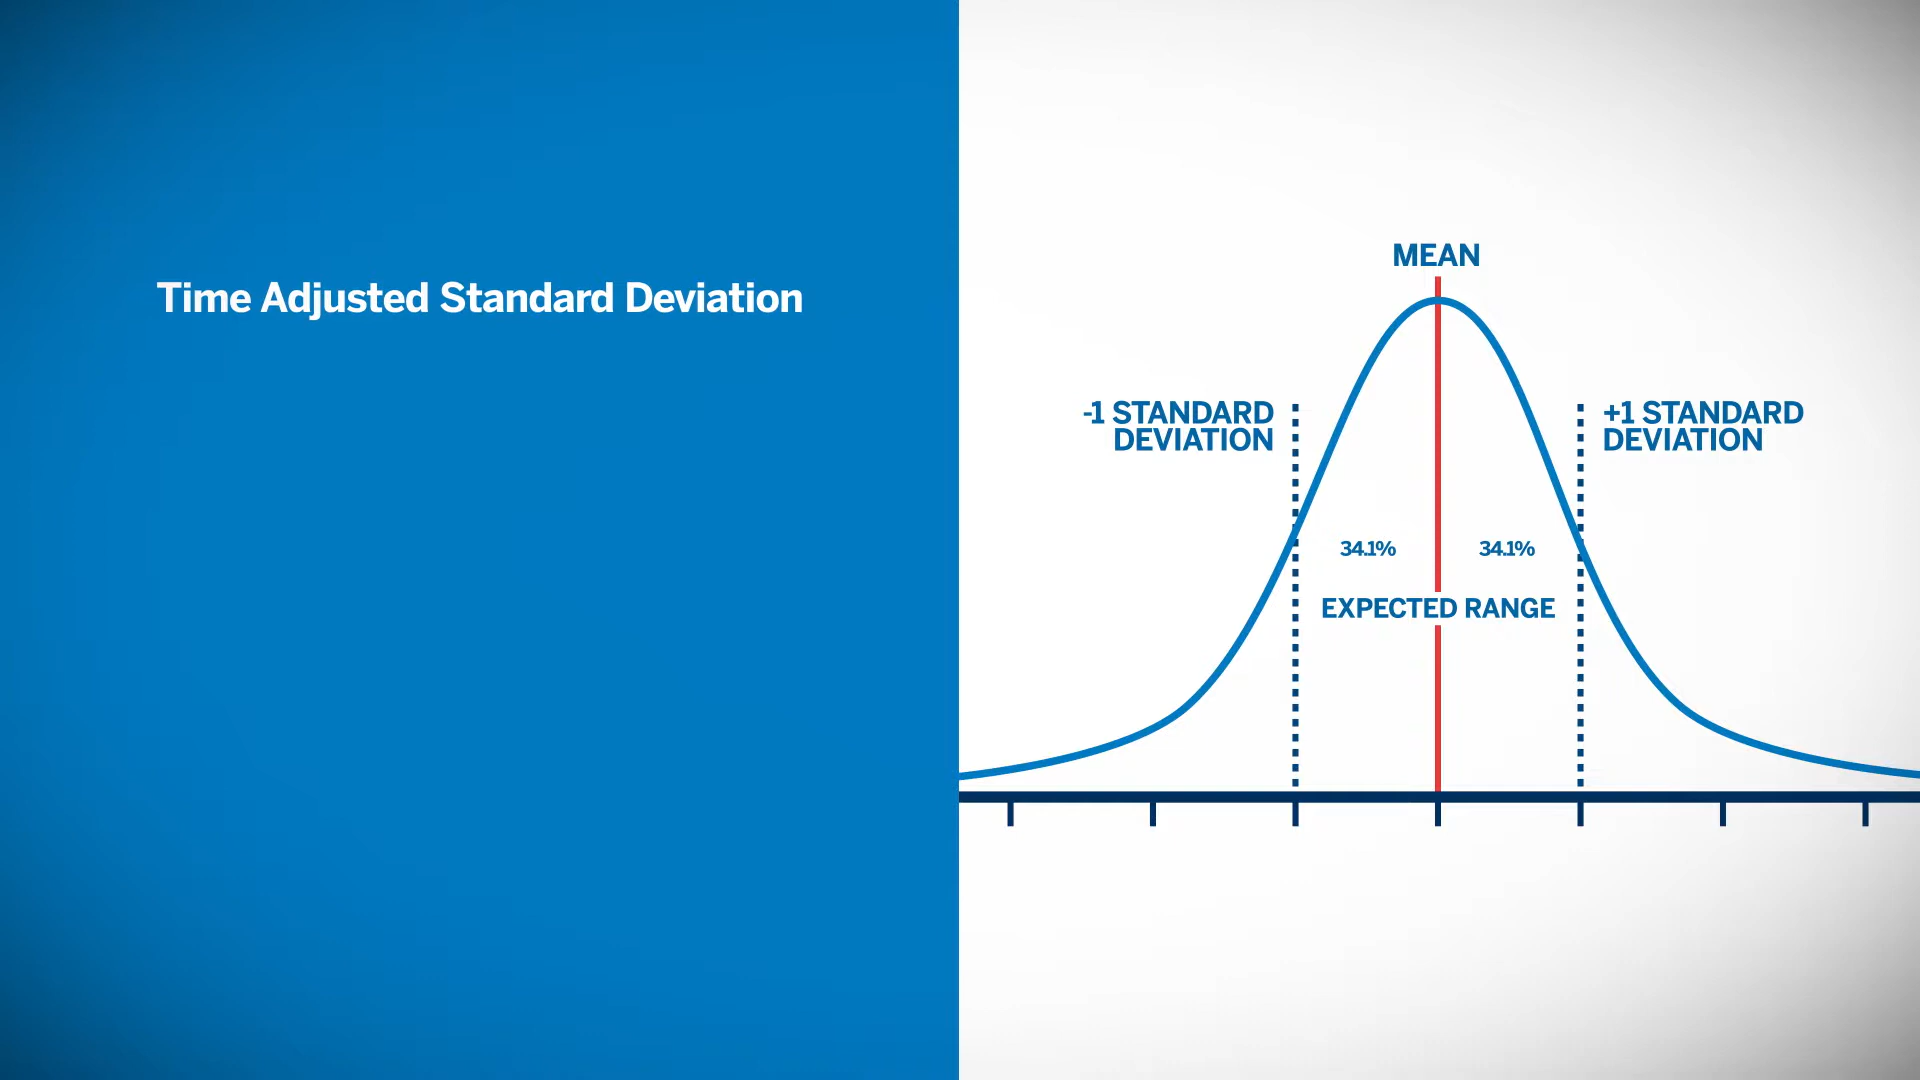 Time Adjusted Standard Deviation
MEAN
-1 STANDARD
DEVIATION
+1 STANDARD
DEVIATION
34.1%
34.1%
EXPECTED RANGE